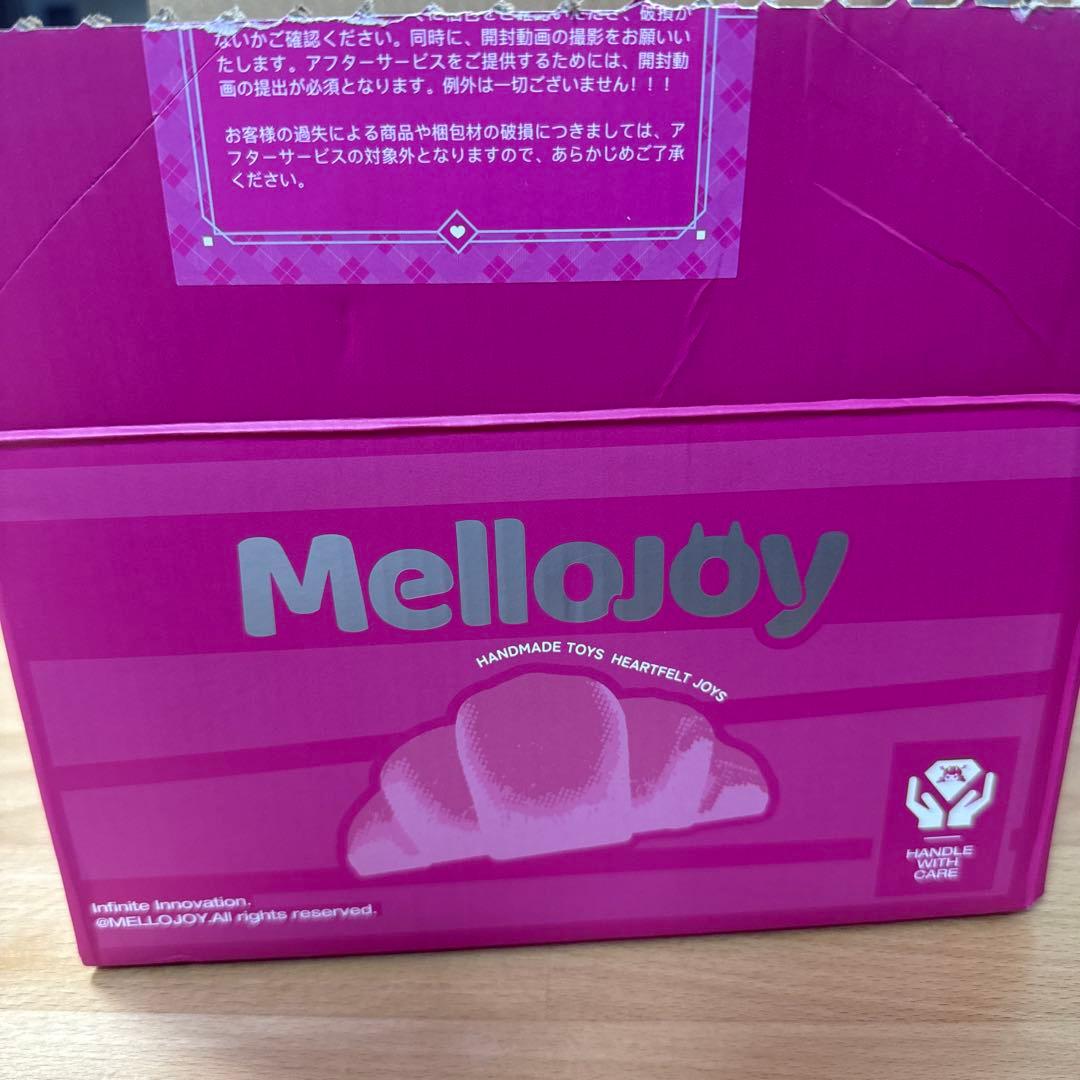 ないかご確認ください。同時に、開封動画の撮影をお願いい
たします。アフターサービスをご提供するためには、開封動
画の提出が必須となります。例外は一切ございません!!!
お客様の過失による商品や梱包材の破損につきましては、ア
フターサービスの対象外となりますので、あらかじめご了承
ください。
MelloJoy
HANDMADE TOYS HEARTFELT JOYS
HANDLE
WITH
CARE
Infinite Innovation.
@MELLOJOY.All rights reserved.